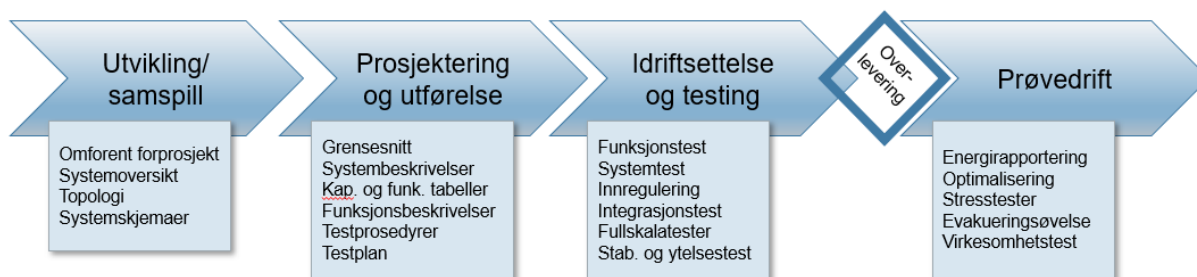 Utvikling/
samspill
Omforent forprosjekt
Systemoversikt
Topologi
Systemskjemaer
Prosjektering
og utførelse
Grensesnitt
Systembeskrivelser
Kap. og funk. tabeller
Funksjonsbeskrivelser
Testprosedyrer
Testplan
Idriftsettelse
og testing
Funksjonstest
Systemtest
Innregulering
Integrasjonstest
Fullskalatester
Stab. og ytelsestest
Over-
levering
Prøvedrift
Energirapportering
Optimalisering
Stresstester
Evakueringsøvelse
Virkesomhetstest